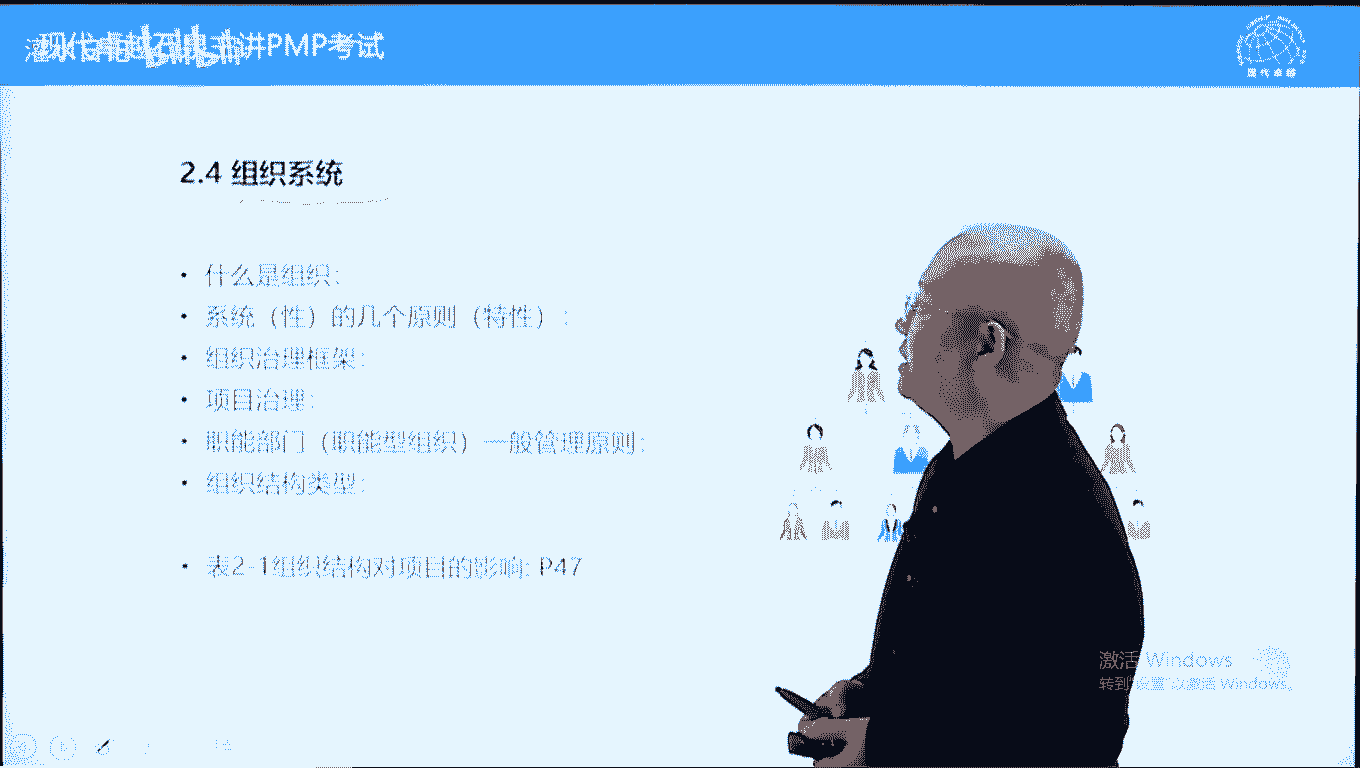 讲PMP考试
现代卓越
2.4 组织系统
• 什么是组织：
• 系统（性）的几个原则（特性）：
• 组织治理框架：
• 项目治理：
• 职能部门（职能型组织）一般管理原则：
• 组织结构类型：
• 表2-1组织结构对项目的影响: P47
激活 Windows
转到"设置"以激活 Windows。